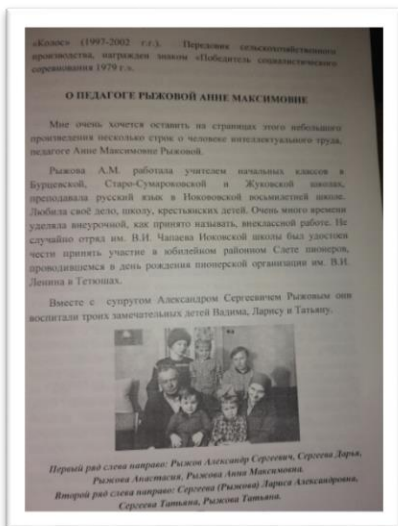 «Колос» (1997-2002 г.г.). Передовик сельскохозяйственного
производства, награжден знаком «Победитель социалистического
соревнования 1979 г.».
О ПЕДАГОГЕ РЫЖОВОЙ АННЕ МАКСИМОВНЕ
Мне очень хочется оставить на страницах этого небольшого
произведения несколько строк о человеке интеллектуального труда,
педагоге Анне Максимовне Рыжовой.
Рыжова А.М. работала учителем начальных классов в
Бурцевской, Старо-Сумароковской и Жуковской школах,
преподавала русский язык в Иоковской восьмилетней школе.
Любила своё дело, школу, крестьянских детей. Очень много времени
уделяла внеурочной, как принято называть, внеклассной работе. Не
случайно отряд им. В.И. Чапаева Иоковской школы был удостоен
чести принять участие в юбилейном районном Слете пионеров,
проводившемся в день рождения пионерской организации им. В.И.
Ленина в Тетюшах.
Вместе с супругом Александром Сергеевичем Рыжовым они
воспитали троих замечательных детей Вадима, Ларису и Татьяну.
Первый ряд слева направо: Рыжов Александр Сергеевич, Сергеева Дарья,
Рыжова Анастасия, Рыжова Анна Максимовна.
Второй ряд слева направо: Сергеева (Рыжова) Лариса Александровна,
Сергеева Татьяна, Рыжова Татьяна.